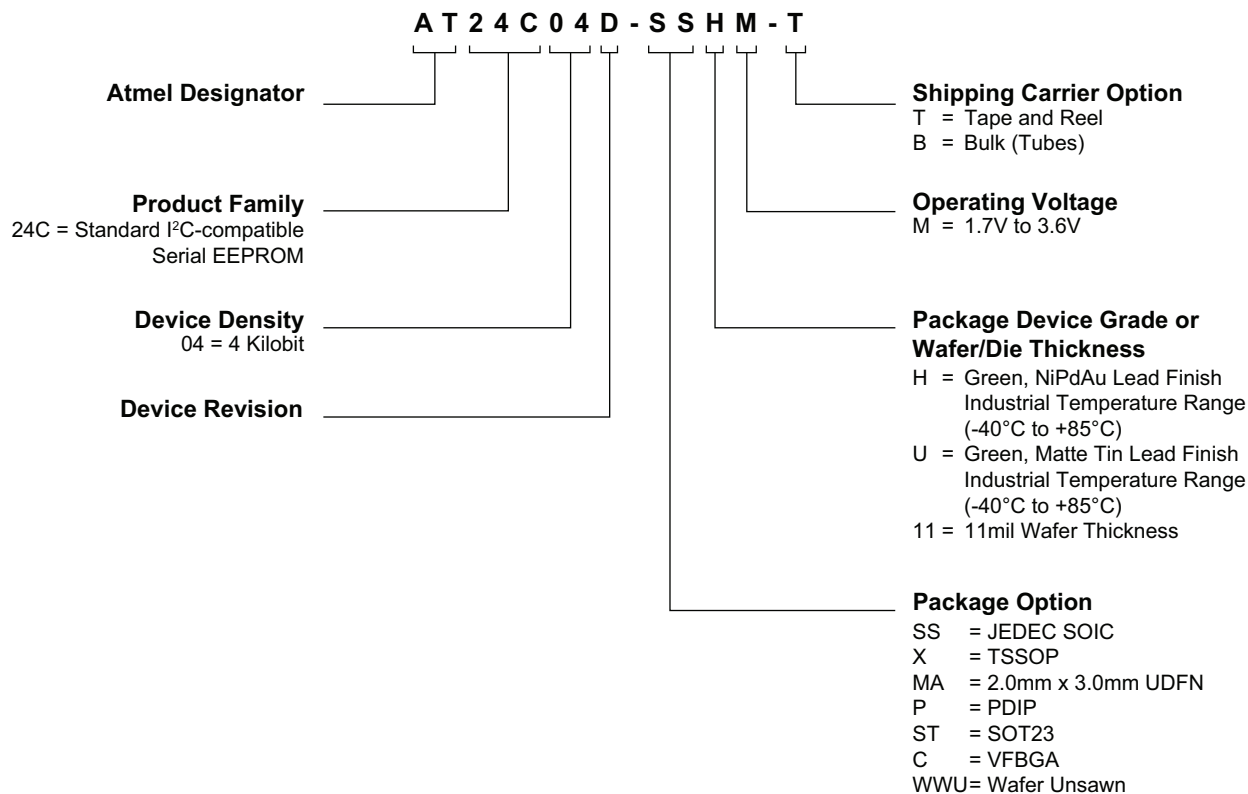 AT24C04D-SSHM-T
Atmel Designator
Product Family
24C = Standard I²C-compatible
Serial EEPROM
Device Density
04 = 4 Kilobit
Device Revision
Shipping Carrier Option
T = Tape and Reel
B = Bulk (Tubes)
Operating Voltage
M = 1.7V to 3.6V
Package Device Grade or
Wafer/Die Thickness
H = Green, NiPdAu Lead Finish
Industrial Temperature Range
(-40°C to +85°C)
U = Green, Matte Tin Lead Finish
Industrial Temperature Range
(-40°C to +85°C)
11 = 11mil Wafer Thickness
Package Option
SS = JEDEC SOIC
X = TSSOP
MA = 2.0mm x 3.0mm UDFN
P = PDIP
ST = SOT23
C = VFBGA
WWU= Wafer Unsawn